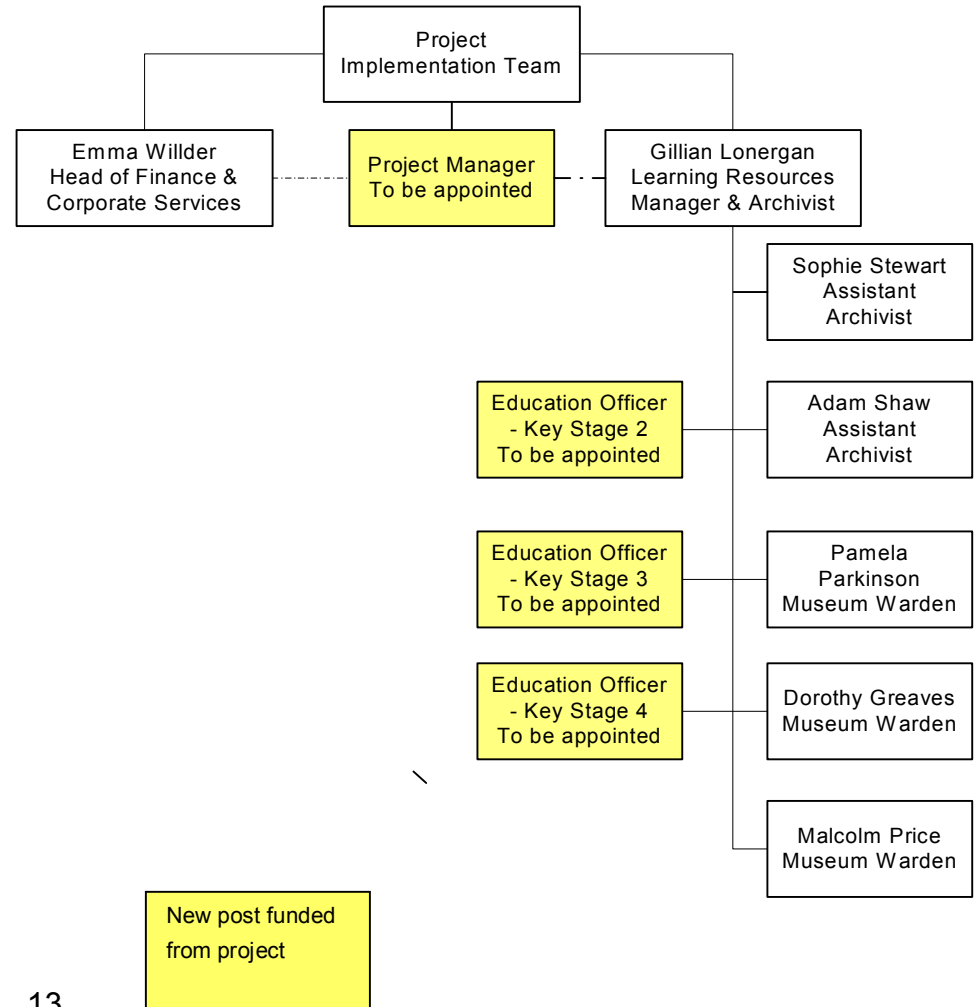 Project
Implementation Team
Emma Willder
Head of Finance &
Corporate Services
Project Manager
To be appointed
Gillian Lonergan
Learning Resources
Manager & Archivist
Sophie Stewart
Assistant
Archivist
Education Officer
- Key Stage 2
To be appointed
Adam Shaw
Assistant
Archivist
Education Officer
- Key Stage 3
To be appointed
Pamela
Parkinson
Museum Warden
Education Officer
- Key Stage 4
To be appointed
Dorothy Greaves
Museum Warden
Malcolm Price
Museum Warden
New post funded
from project
13